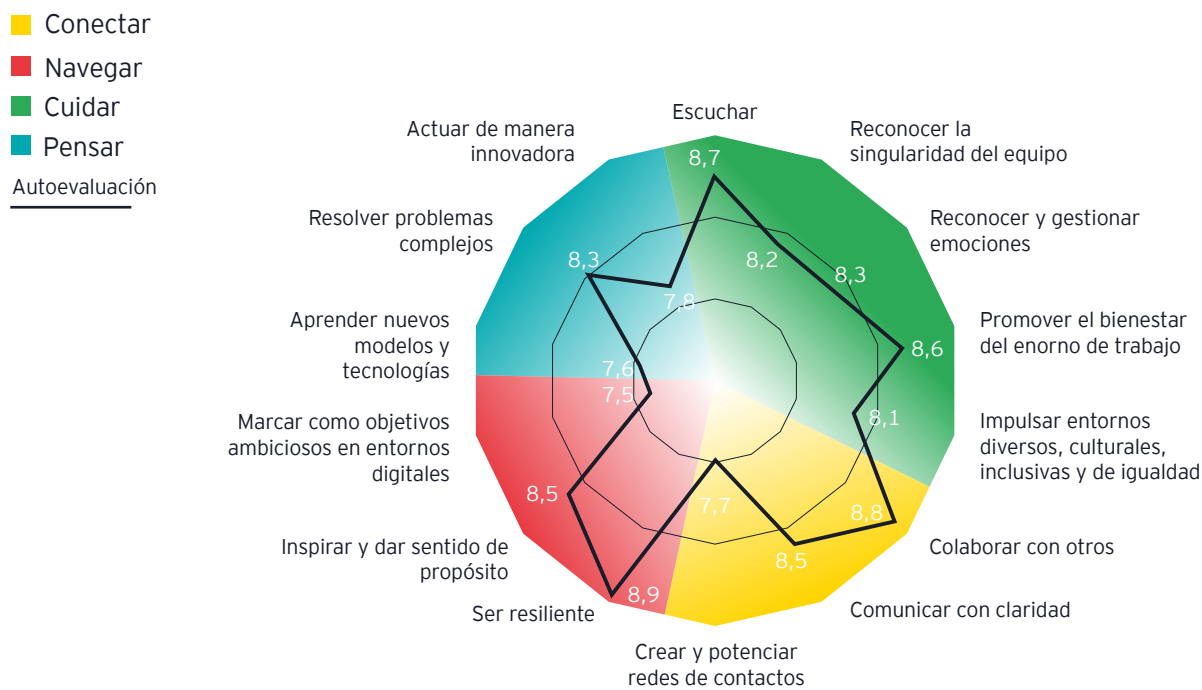 Conectar
Navegar
Cuidar
Pensar
Autoevaluación
Escuchar
8,7
Reconocer la
singularidad del equipo
8,2
Reconocer y gestionar
emociones
8,3
Promover el bienestar
del enorno de trabajo
8,6
Impulsar entornos
diversos, culturales,
inclusivas y de igualdad
8,1
Colaborar con otros
8,8
Comunicar con claridad
8,5
Crear y potenciar
redes de contactos
7,7
Ser resiliente
8,9
Inspirar y dar sentido de
propósito
8,5
Marcar como objetivos
ambiciosos en entornos
digitales
7,5
Aprender nuevos
modelos y
tecnologías
7,6
Resolver problemas
complejos
8,3
Actuar de manera
innovadora
7,8